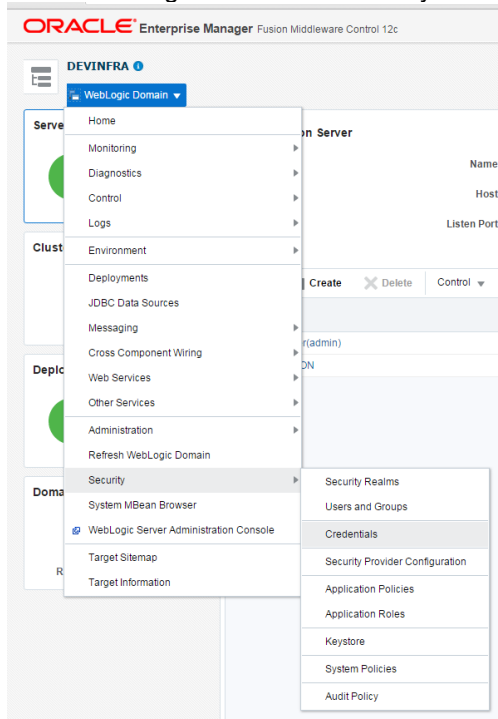 ORACLE Enterprise Manager Fusion Middleware Control 12c
DEVINFRA
WebLogic Domain
Home
Monitoring
Diagnostics
Control
Logs
Environment
Deployments
JDBC Data Sources
Messaging
Cross Component Wiring
Web Services
Other Services
Administration
Refresh WebLogic Domain
Security
System MBean Browser
WebLogic Server Administration Console
Target Sitemap
Target Information
Serve
Clust
Deplo
Doma
R
on Server
Name
Host
Listen Port
Create
Delete
Control
r(admin)
ON
Security Realms
Users and Groups
Credentials
Security Provider Configuration
Application Policies
Application Roles
Keystore
System Policies
Audit Policy